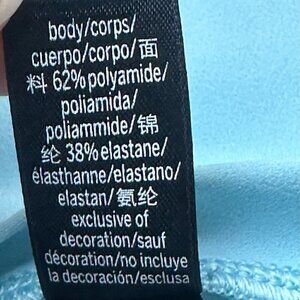 body/corps/
cuerpo/corpo/面
料 62%polyamide/
poliamida/
poliammide/锦
纶 38%elastane/
élasthanne/elastano/
elastan/氨纶
exclusive of
decoration/sauf
décoration/no incluye
la decoración/esclusa